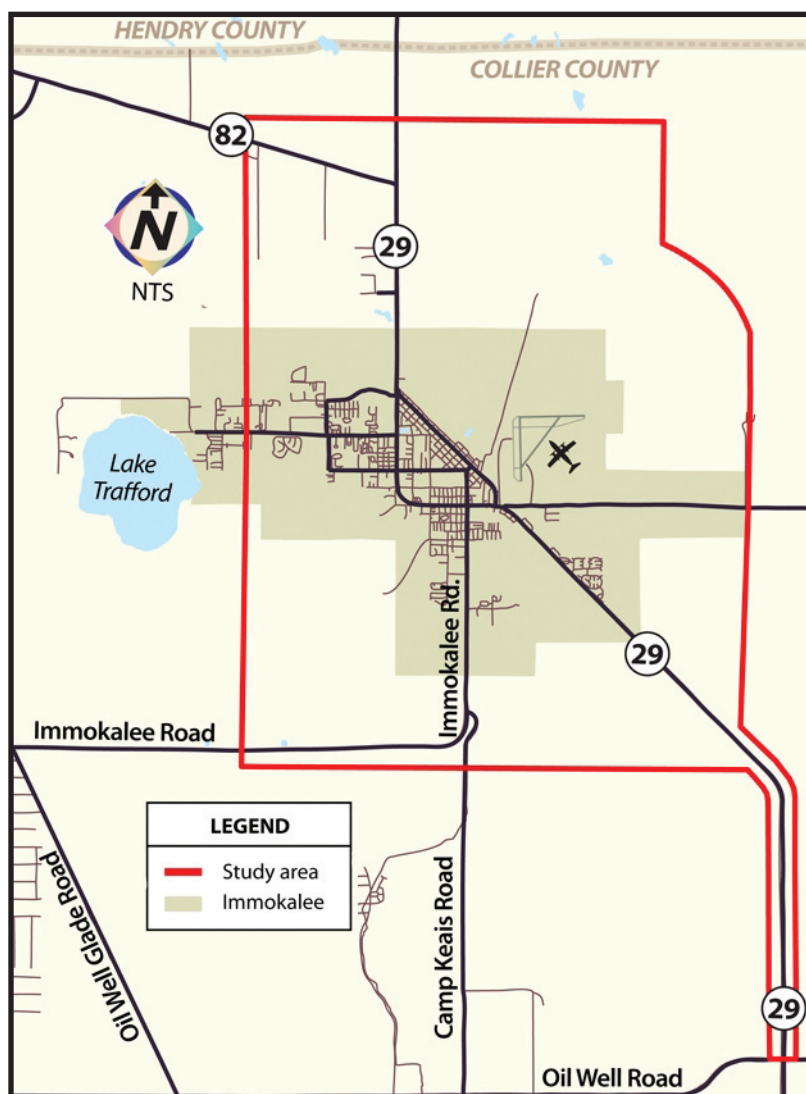 HENDRY COUNTY
COLLIER COUNTY
82
N
NTS
29
Lake
Trafford
Immokalee Rd.
29
Immokalee Road
LEGEND
Study area
Immokalee
Oil Well Glade Road
Camp Keais Road
29
Oil Well Road